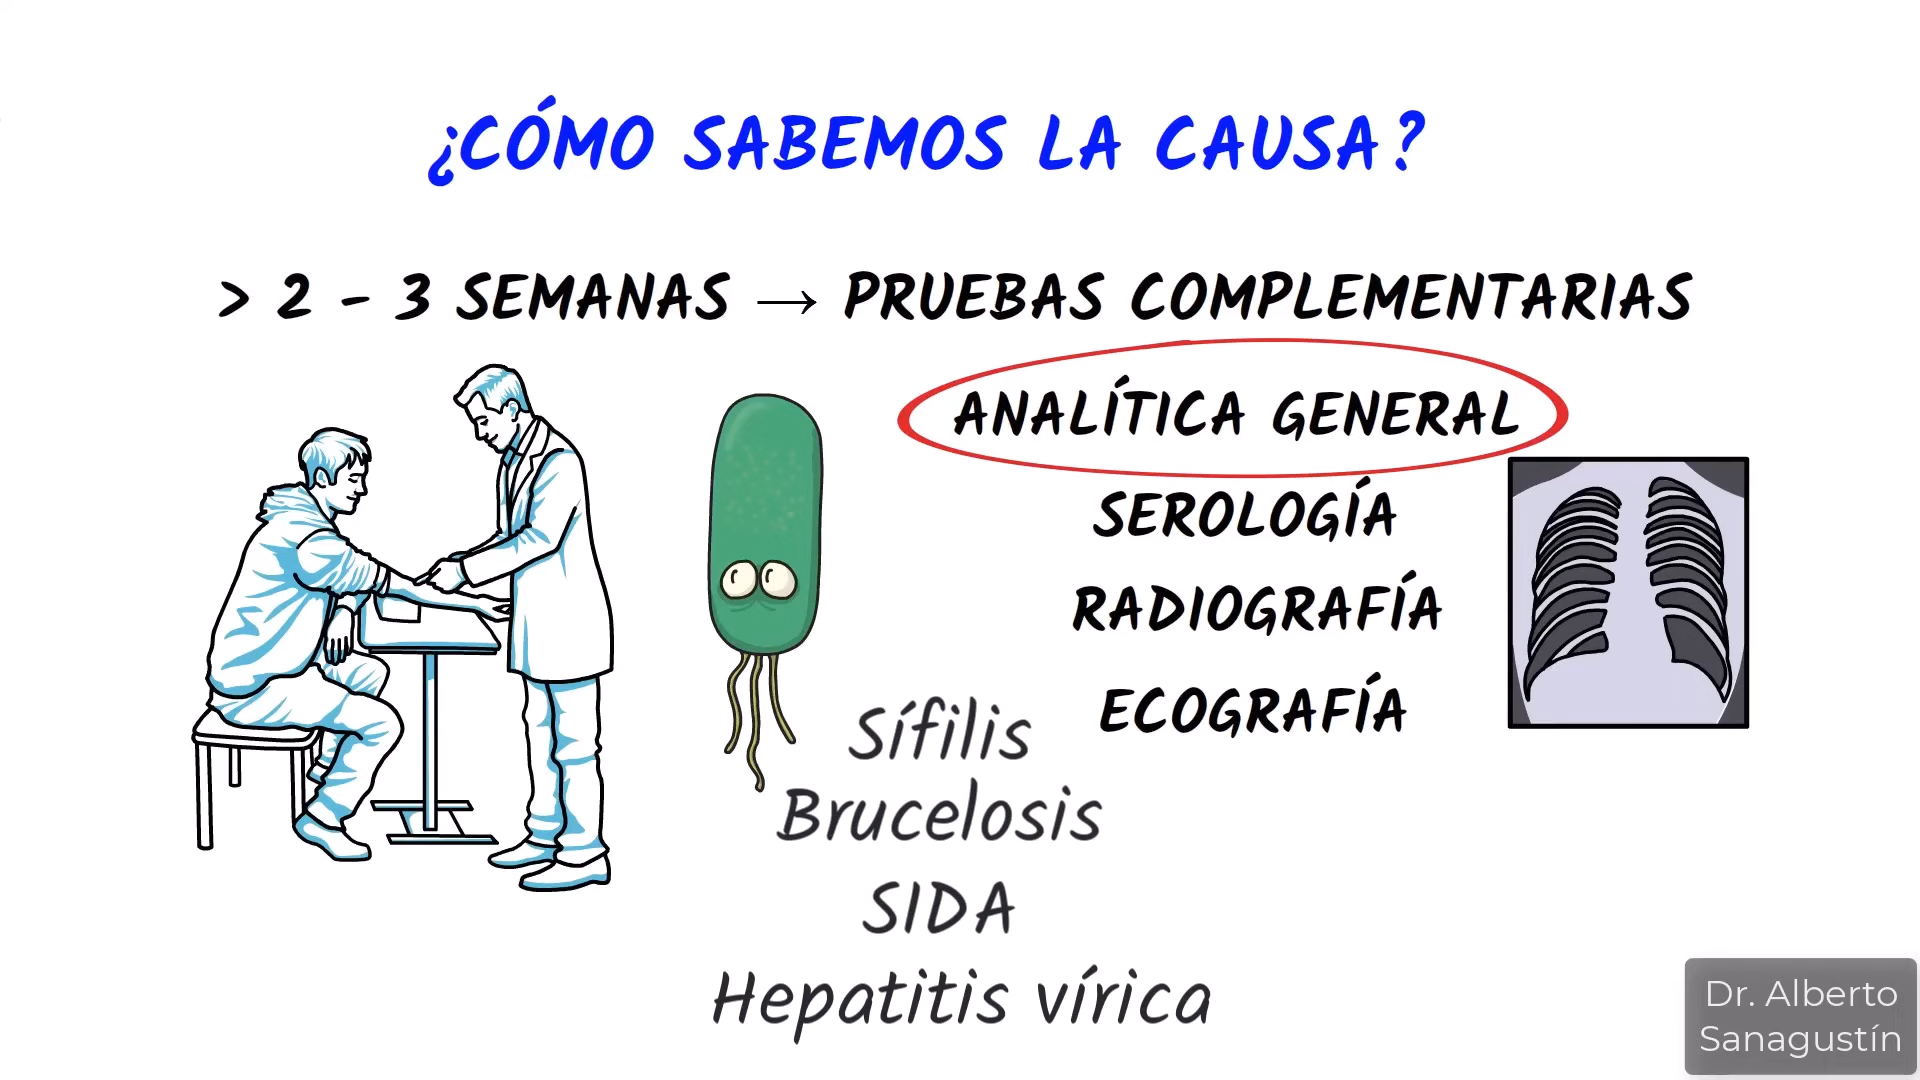 ¿CÓMO SABEMOS LA CAUSA?
> 2 - 3 SEMANAS → PRUEBAS COMPLEMENTARIAS
ANALÍTICA GENERAL
SEROLOGÍA
RADIOGRAFÍA
ECOGRAFÍA
Sífilis
Brucelosis
SIDA
Hepatitis vírica
Dr. Alberto
Sanagustín